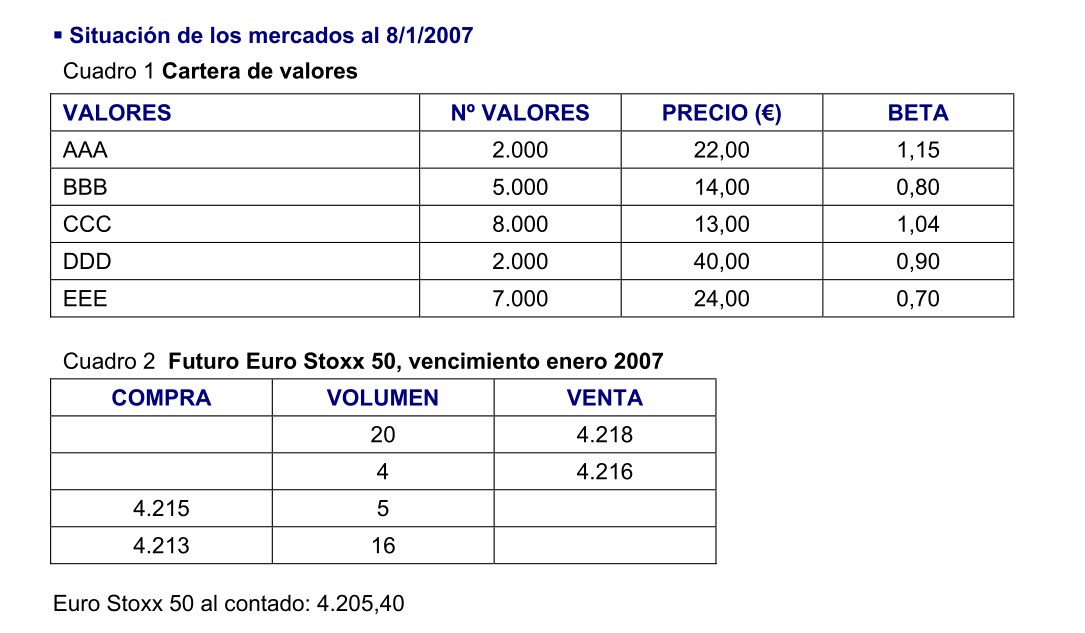 ▪ Situación de los mercados al 8/1/2007
Cuadro 1 Cartera de valores
VALORES Nº VALORES PRECIO (€) BETA
AAA 2.000 22,00 1,15
BBB 5.000 14,00 0,80
CCC 8.000 13,00 1,04
DDD 2.000 40,00 0,90
EEE 7.000 24,00 0,70
Cuadro 2 Futuro Euro Stoxx 50, vencimiento enero 2007
COMPRA VOLUMEN VENTA
20 4.218
4 4.216
4.215 5
4.213 16
Euro Stoxx 50 al contado: 4.205,40